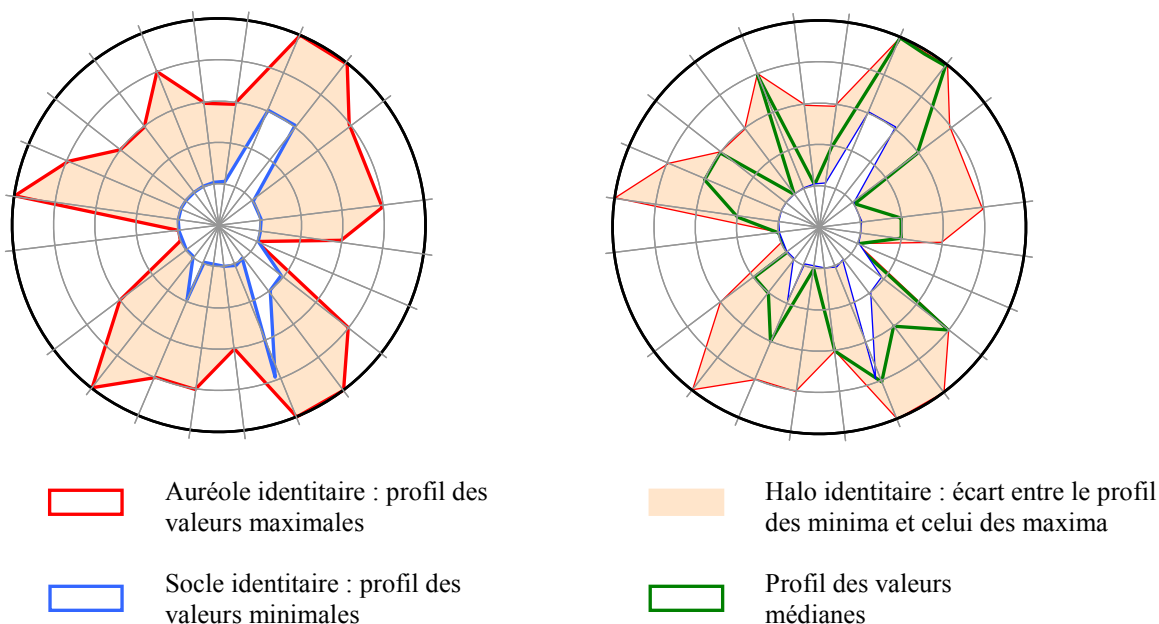 Auréole identitaire : profil des
valeurs maximales
Socle identitaire : profil des
valeurs minimales
Halo identitaire : écart entre le profil
des minima et celui des maxima
Profil des valeurs
médianes